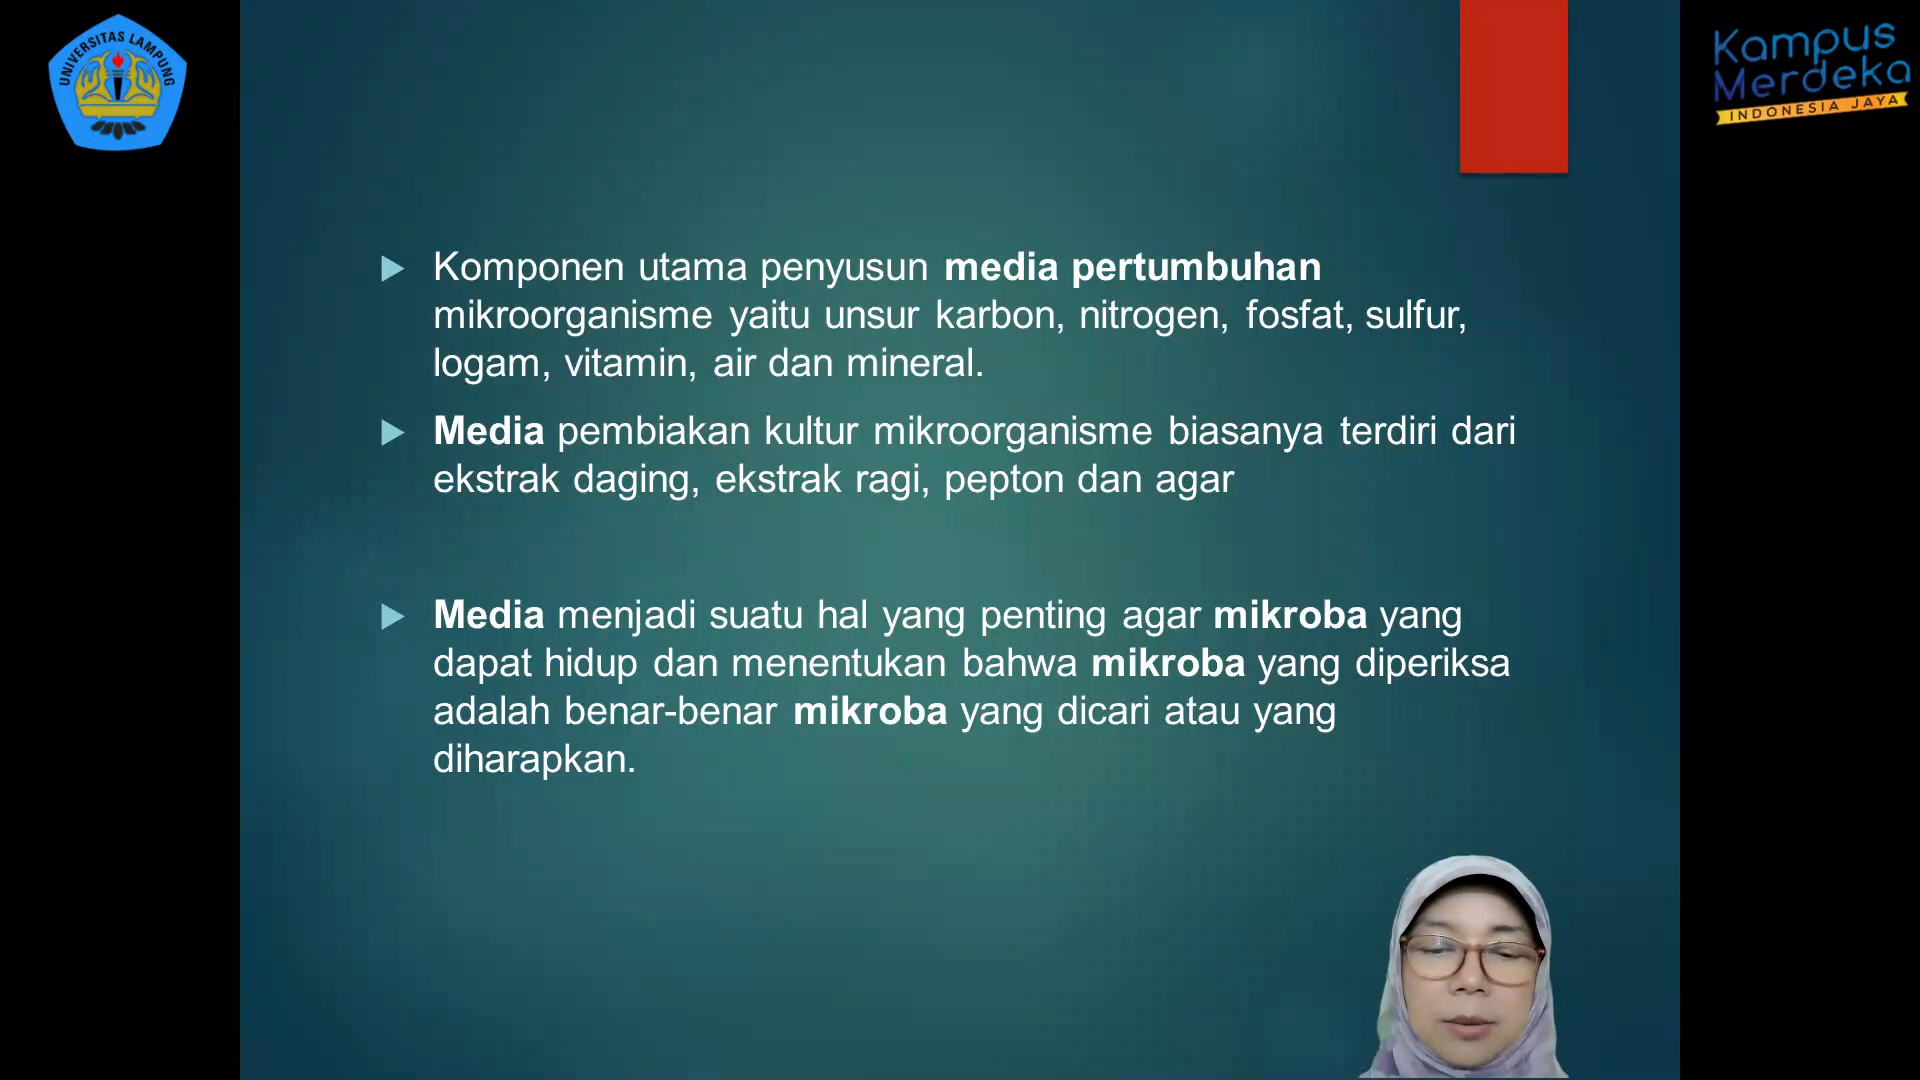 UNIVERSITAS LAMPUNG
Kampus
Merdeka
INDONESIA JAYA
Komponen utama penyusun media pertumbuhan
mikroorganisme yaitu unsur karbon, nitrogen, fosfat, sulfur,
logam, vitamin, air dan mineral.
Media pembiakan kultur mikroorganisme biasanya terdiri dari
ekstrak daging, ekstrak ragi, pepton dan agar
Media menjadi suatu hal yang penting agar mikroba yang
dapat hidup dan menentukan bahwa mikroba yang diperiksa
adalah benar-benar mikroba yang dicari atau yang
diharapkan.